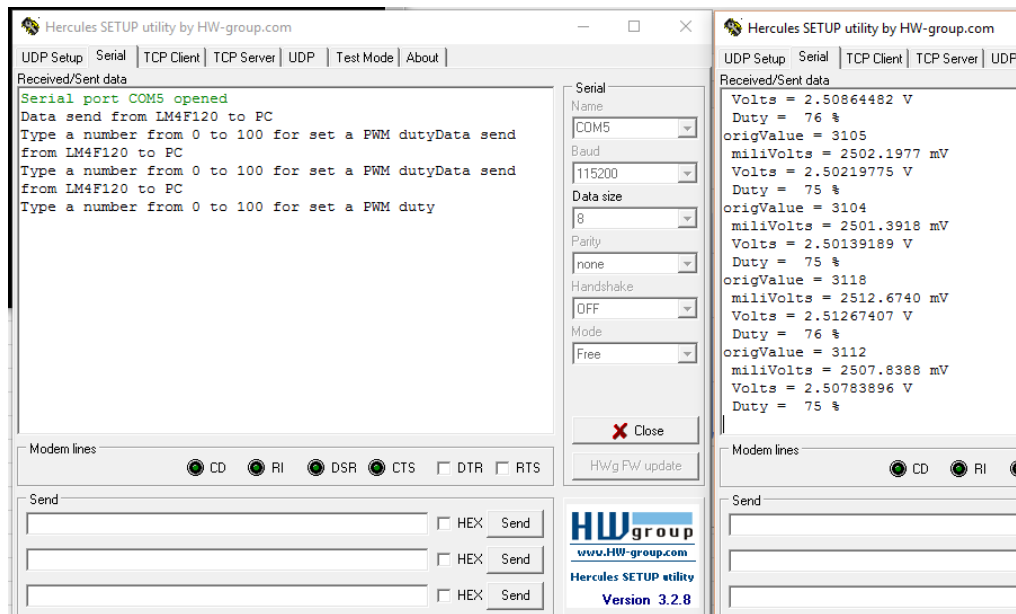 Hercules SETUP utility by HW-group.com
UDP Setup Serial TCP Client TCP Server UDP Test Mode About
Received/Sent data
Serial port COM5 opened
Data send from LM4F120 to PC
Type a number from 0 to 100 for set a PWM dutyData send
from LM4F120 to PC
Type a number from 0 to 100 for set a PWM dutyData send
from LM4F120 to PC
Type a number from 0 to 100 for set a PWM duty
Serial
Name
COM5
Baud
115200
Data size
8
Parity
none
Handshake
OFF
Mode
Free
Close
HWg FW update
Modem lines
CD RI DSR CTS DTR RTS
Send
HEX Send
HEX Send
HEX Send
HW group
www.HW-group.com
Hercules SETUP utility
Version 3.2.8
Hercules SETUP utility by HW-group.com
UDP Setup Serial TCP Client TCP Server UDP
Received/Sent data
Volts = 2.50864482 V
Duty = 76 %
origValue = 3105
miliVolts = 2502.1977 mV
Volts = 2.50219775 V
Duty = 75 %
origValue = 3104
miliVolts = 2501.3918 mV
Volts = 2.50139189 V
Duty = 75 %
origValue = 3118
miliVolts = 2512.6740 mV
Volts = 2.51267407 V
Duty = 76 %
origValue = 3112
miliVolts = 2507.8388 mV
Volts = 2.50783896 V
Duty = 75 %
Modem lines
CD RI
Send